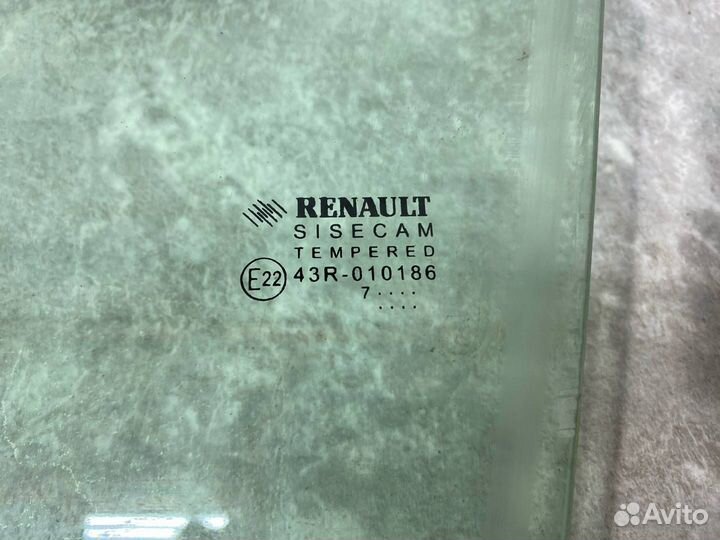 RENAULT
SISECAM
TEMPERED
E22 43R-010186
7....
....
Avito